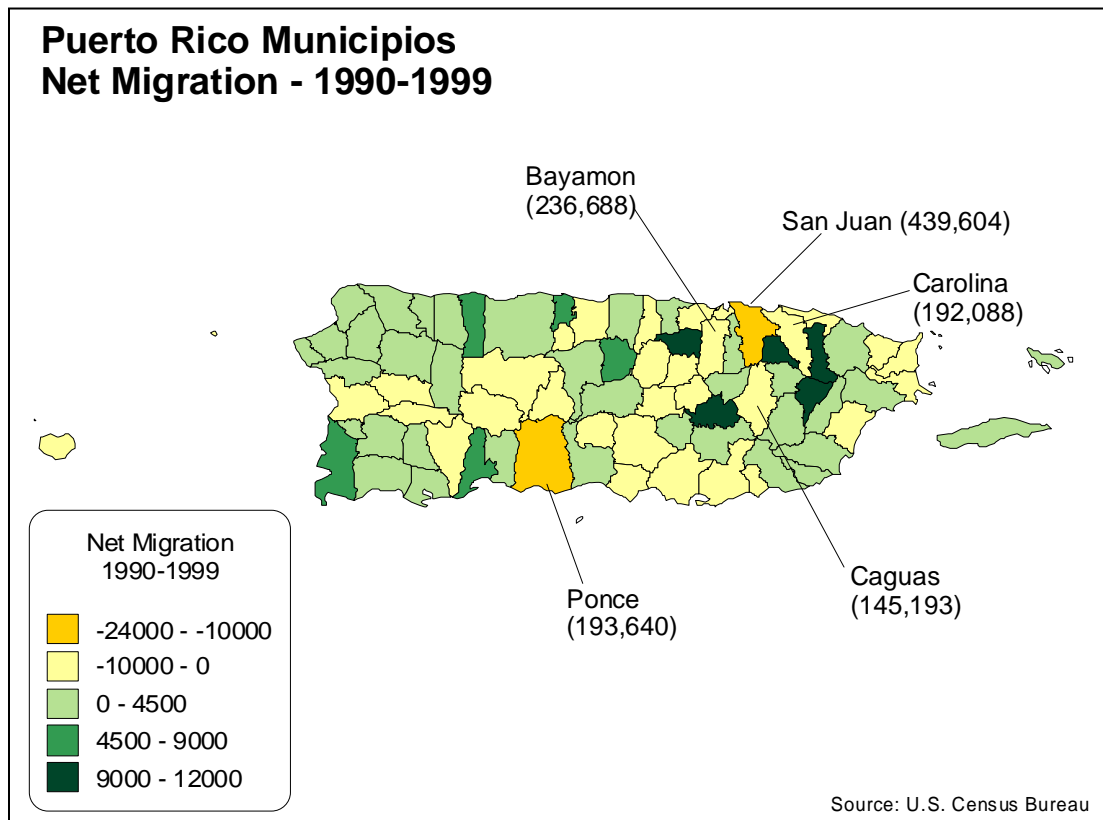 Puerto Rico Municipios
Net Migration - 1990-1999
Bayamon
(236,688)
San Juan (439,604)
Carolina
(192,088)
Net Migration
1990-1999
-24000 - -10000
-10000 - 0
0 - 4500
4500 - 9000
9000 - 12000
Ponce
(193,640)
Caguas
(145,193)
Source: U.S. Census Bureau